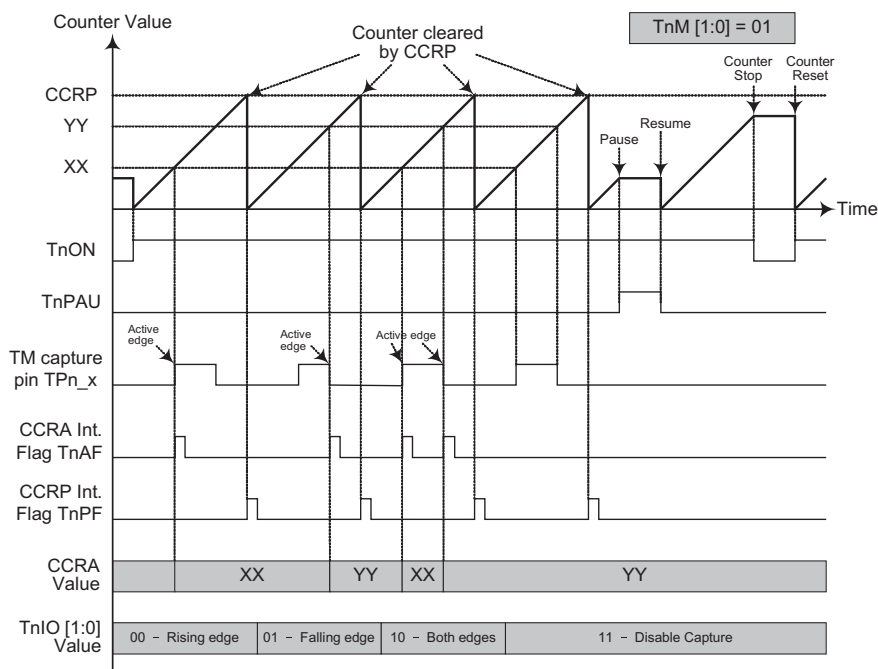 Counter Value
TnM [1:0] = 01
Counter cleared
by CCRP
Counter
Stop
Counter
Reset
CCRP
YY
XX
Pause
Resume
Time
TnON
TnPAU
Active
edge
Active
edge
Active edge
TM capture
pin TPn_x
CCRA Int.
Flag TnAF
CCRP Int.
Flag TnPF
CCRA
Value
XX
YY
XX
YY
TnIO [1:0]
Value
00 – Rising edge
01 – Falling edge
10 – Both edges
11 – Disable Capture